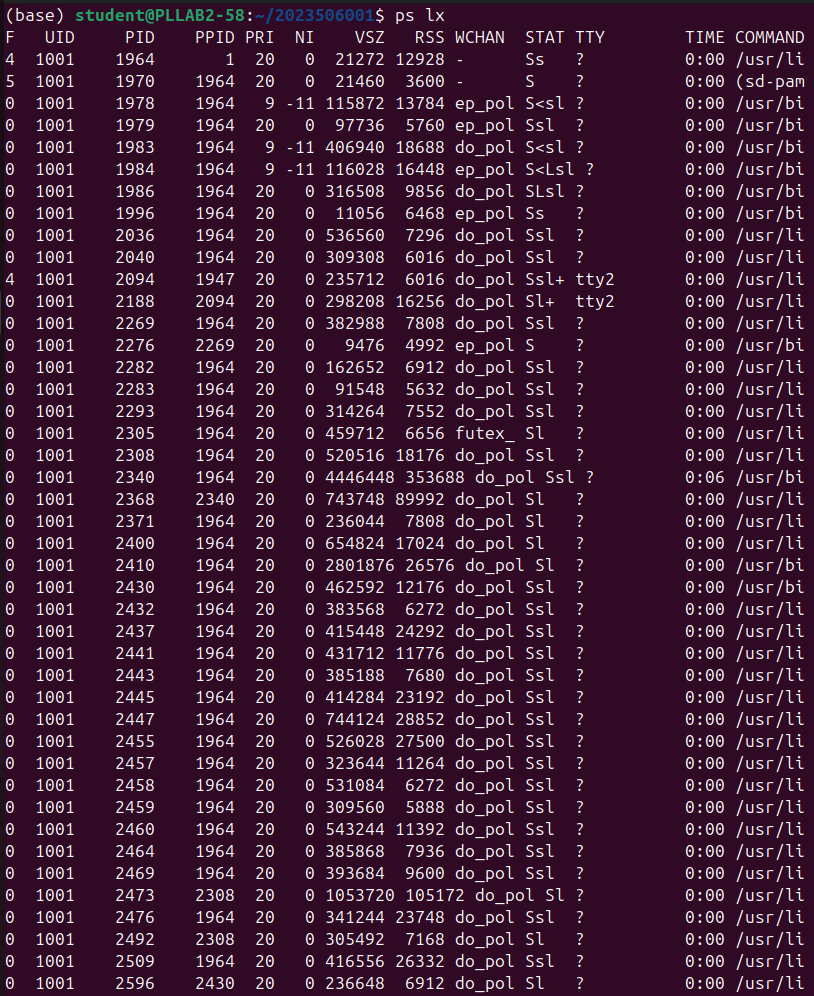 (base) student@PLLAB2-58:~/2023506001$ ps lx
F   UID     PID    PPID PRI  NI    VSZ   RSS WCHAN  STAT TTY        TIME COMMAND
4  1001    1964       1  20   0  21272 12928 -      Ss   ?          0:00 /usr/li
5  1001    1970    1964  20   0  21460  3600 -      S    ?          0:00 (sd-pam
0  1001    1978    1964   9 -11 115872 13784 ep_pol S<sl ?          0:00 /usr/bi
0  1001    1979    1964  20   0  97736  5760 ep_pol Ssl  ?          0:00 /usr/bi
0  1001    1983    1964   9 -11 406940 18688 do_pol S<sl ?          0:00 /usr/bi
0  1001    1984    1964   9 -11 116028 16448 ep_pol S<Lsl ?         0:00 /usr/bi
0  1001    1986    1964  20   0 316508  9856 do_pol SLsl ?          0:00 /usr/bi
0  1001    1996    1964  20   0  11056  6468 ep_pol Ss   ?          0:00 /usr/bi
0  1001    2036    1964  20   0 536560  7296 do_pol Ssl  ?          0:00 /usr/li
0  1001    2040    1964  20   0 309308  6016 do_pol Ssl  ?          0:00 /usr/li
4  1001    2094    1947  20   0 235712  6016 do_pol Ssl+ tty2       0:00 /usr/li
0  1001    2188    2094  20   0 298208 16256 do_pol Sl+  tty2       0:00 /usr/li
0  1001    2269    1964  20   0 382988  7808 do_pol Ssl  ?          0:00 /usr/li
0  1001    2276    2269  20   0   9476  4992 ep_pol S    ?          0:00 /usr/bi
0  1001    2282    1964  20   0 162652  6912 do_pol Ssl  ?          0:00 /usr/li
0  1001    2283    1964  20   0  91548  5632 do_pol Ssl  ?          0:00 /usr/li
0  1001    2293    1964  20   0 314264  7552 do_pol Ssl  ?          0:00 /usr/li
0  1001    2305    1964  20   0 459712  6656 futex_ Sl   ?          0:00 /usr/li
0  1001    2308    1964  20   0 520516 18176 do_pol Ssl  ?          0:00 /usr/li
0  1001    2340    1964  20   0 4446448 353688 do_pol Ssl ?         0:06 /usr/bi
0  1001    2368    2340  20   0 743748 89992 do_pol Sl   ?          0:00 /usr/li
0  1001    2371    1964  20   0 236044  7808 do_pol Sl   ?          0:00 /usr/li
0  1001    2400    1964  20   0 654824 17024 do_pol Sl   ?          0:00 /usr/li
0  1001    2410    1964  20   0 2801876 26576 do_pol Sl  ?          0:00 /usr/bi
0  1001    2430    1964  20   0 462592 12176 do_pol Ssl  ?          0:00 /usr/bi
0  1001    2432    1964  20   0 383568  6272 do_pol Ssl  ?          0:00 /usr/li
0  1001    2437    1964  20   0 415448 24292 do_pol Ssl  ?          0:00 /usr/li
0  1001    2441    1964  20   0 431712 11776 do_pol Ssl  ?          0:00 /usr/li
0  1001    2443    1964  20   0 385188  7680 do_pol Ssl  ?          0:00 /usr/li
0  1001    2445    1964  20   0 414284 23192 do_pol Ssl  ?          0:00 /usr/li
0  1001    2447    1964  20   0 744124 28852 do_pol Ssl  ?          0:00 /usr/li
0  1001    2455    1964  20   0 526028 27500 do_pol Ssl  ?          0:00 /usr/li
0  1001    2457    1964  20   0 323644 11264 do_pol Ssl  ?          0:00 /usr/li
0  1001    2458    1964  20   0 531084  6272 do_pol Ssl  ?          0:00 /usr/li
0  1001    2459    1964  20   0 309560  5888 do_pol Ssl  ?          0:00 /usr/li
0  1001    2460    1964  20   0 543244 11392 do_pol Ssl  ?          0:00 /usr/li
0  1001    2464    1964  20   0 385868  7936 do_pol Ssl  ?          0:00 /usr/li
0  1001    2469    1964  20   0 393684  9600 do_pol Ssl  ?          0:00 /usr/li
0  1001    2473    2308  20   0 1053720 105172 do_pol Sl ?          0:00 /usr/li
0  1001    2476    1964  20   0 341244 23748 do_pol Ssl  ?          0:00 /usr/li
0  1001    2492    2308  20   0 305492  7168 do_pol Sl   ?          0:00 /usr/li
0  1001    2509    1964  20   0 416556 26332 do_pol Ssl  ?          0:00 /usr/li
0  1001    2596    2430  20   0 236648  6912 do_pol Sl   ?          0:00 /usr/li